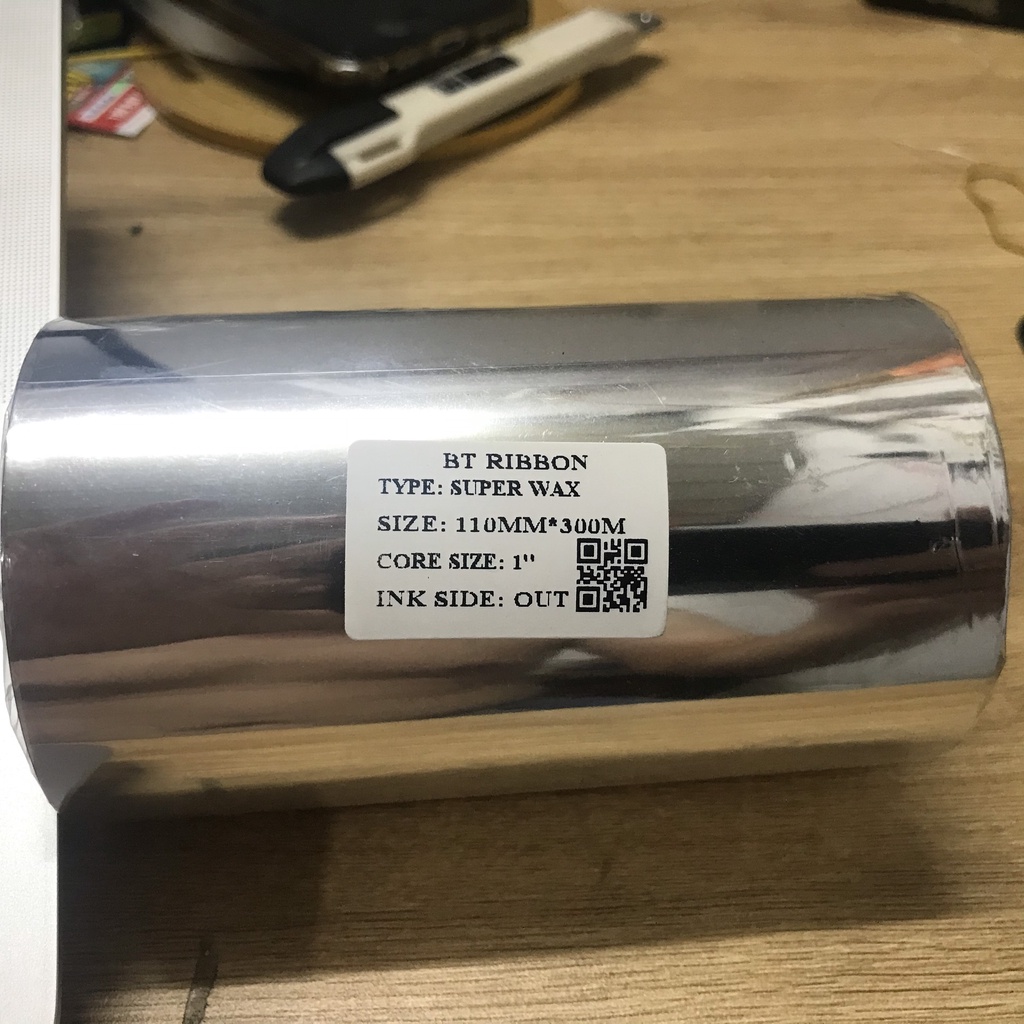 BT RIBBON
TYPE: SUPER WAX
SIZE: 110MM*300M
CORE SIZE: 1"
INK SIDE: OUT